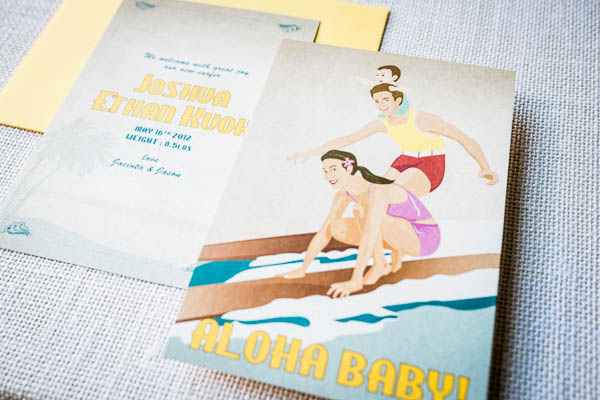 We welcome with great joy
our new surfer
JOSHUA
ETHAN KUOK
MAY 16TH 2012
WEIGHT: 8.5LBS
love
Jacinta & Jason
ALOHA BABY!